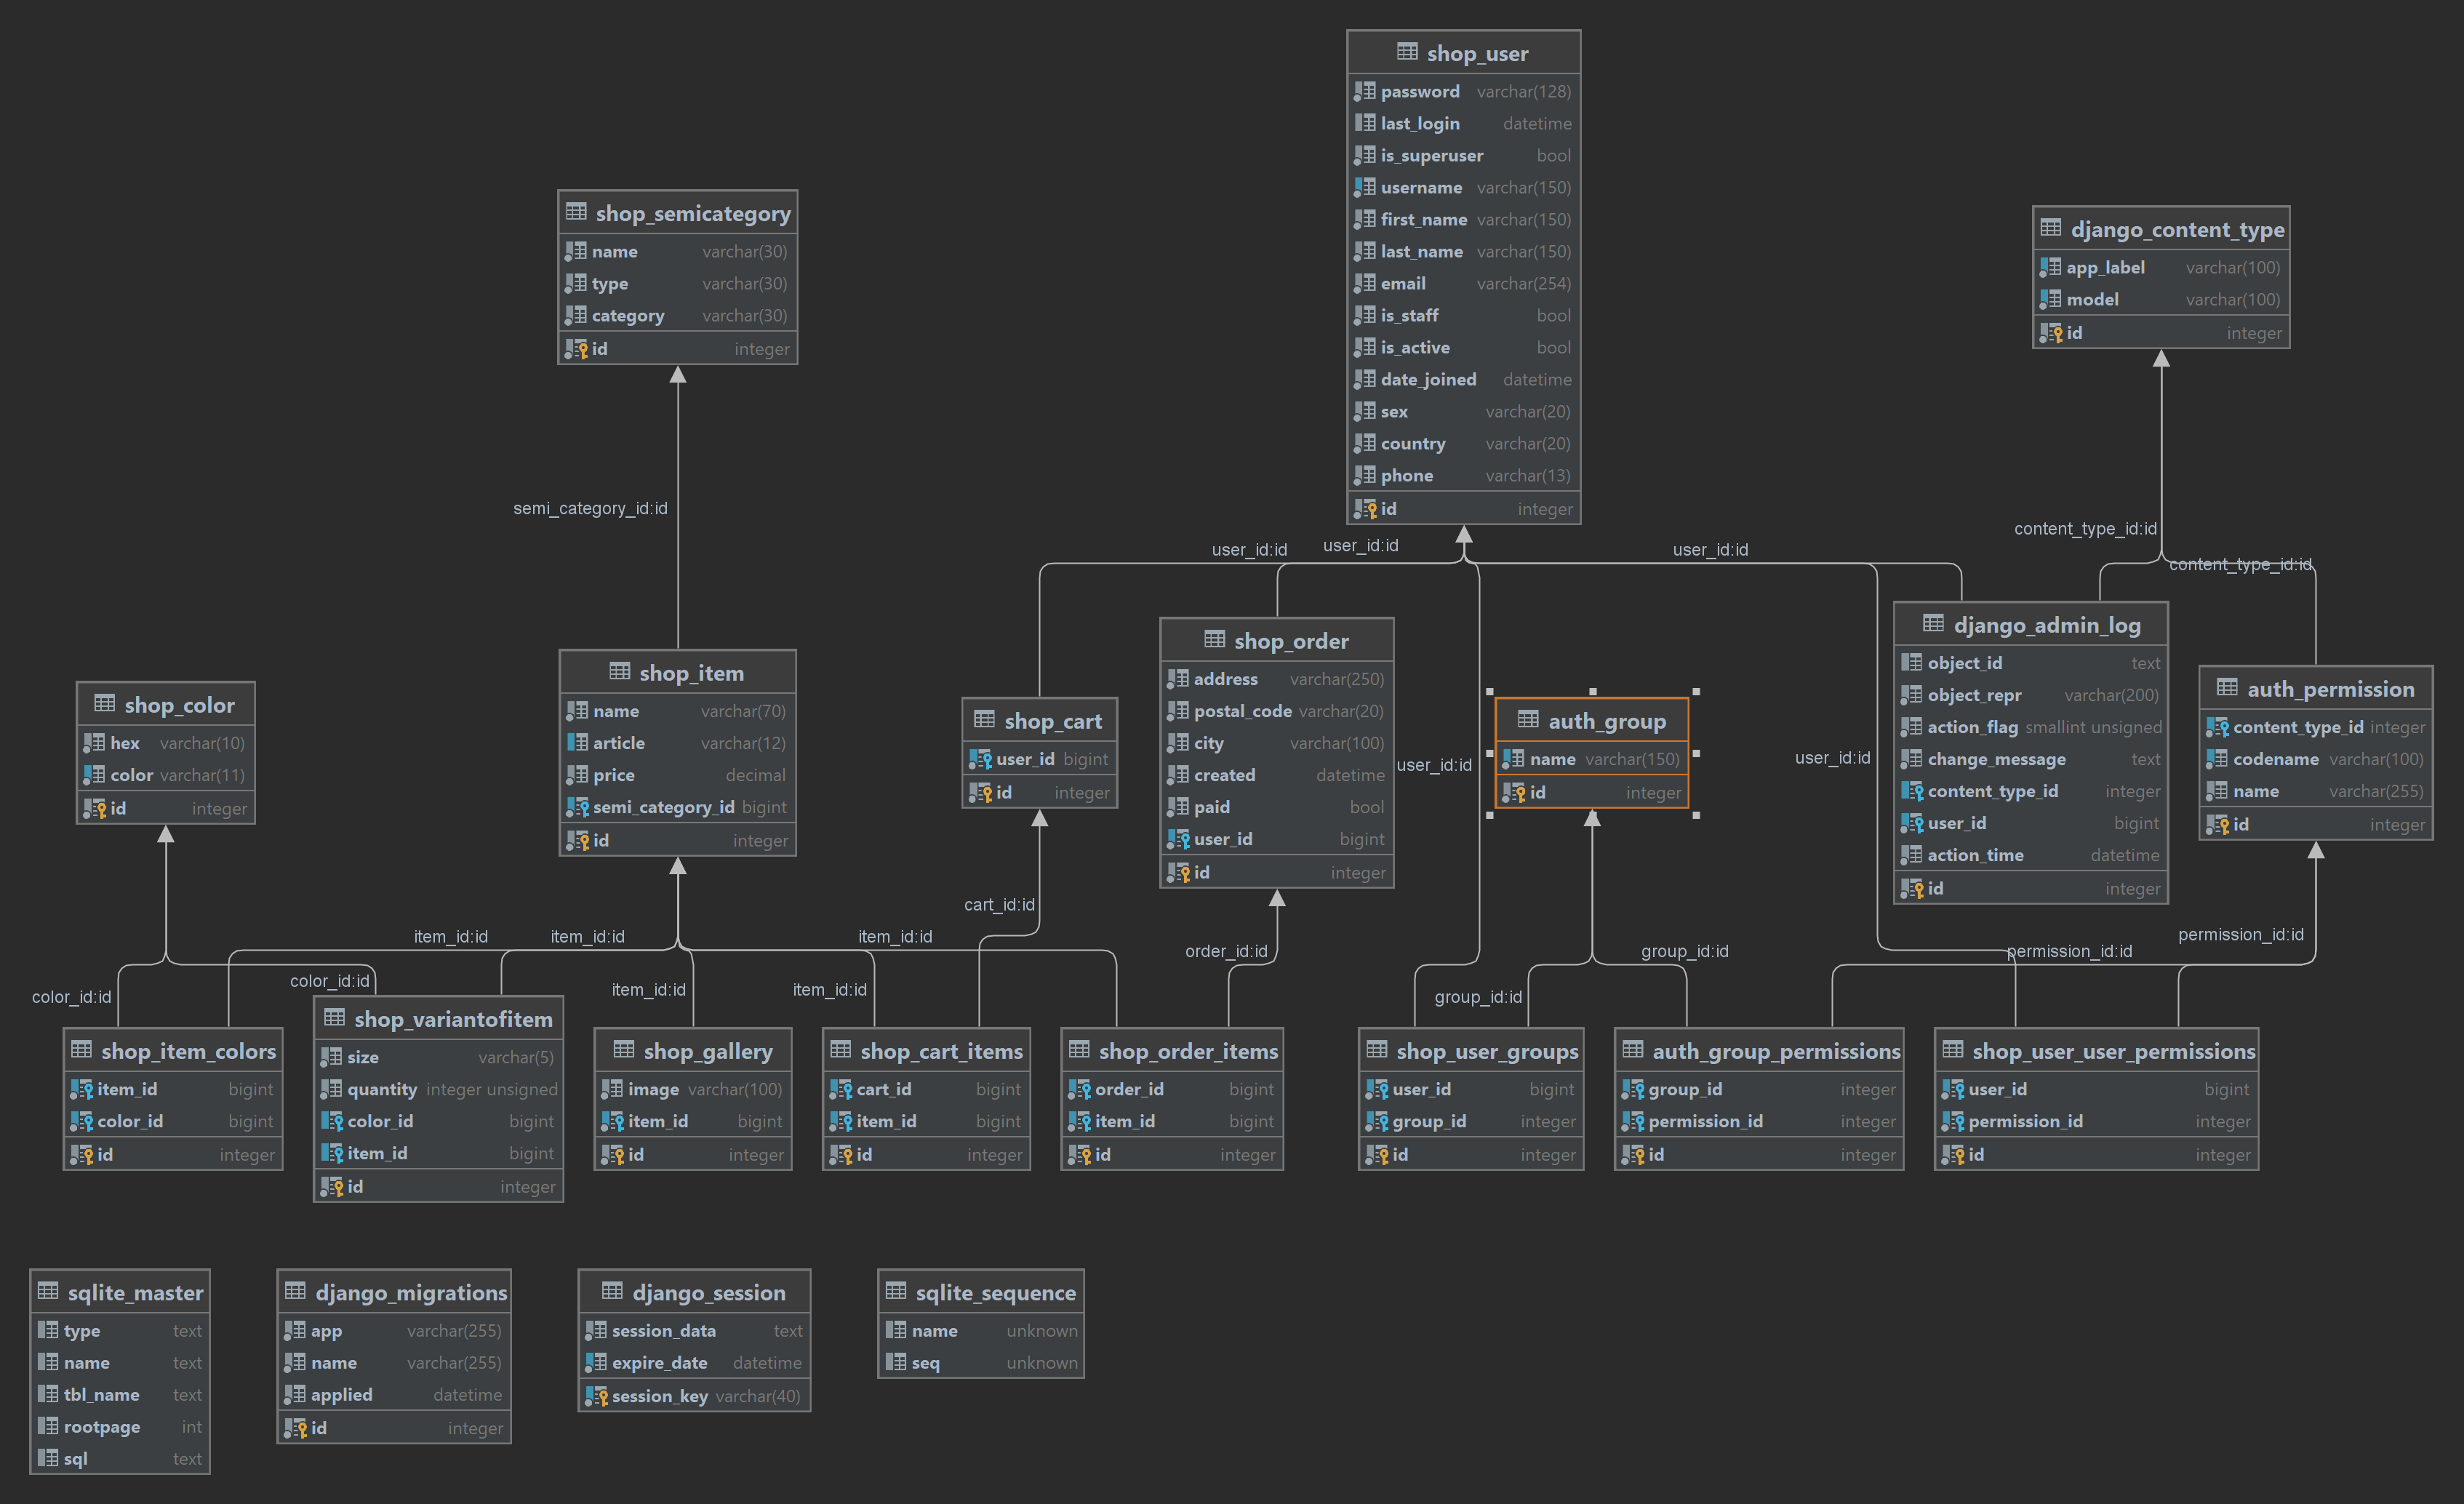 shop_user
password varchar(128)
last_login datetime
is_superuser bool
username varchar(150)
first_name varchar(150)
last_name varchar(150)
email varchar(254)
is_staff bool
is_active bool
date_joined datetime
sex varchar(20)
country varchar(20)
phone varchar(13)
id integer
shop_semicategory
name varchar(30)
type varchar(30)
category varchar(30)
id integer
django_content_type
app_label varchar(100)
model varchar(100)
id integer
semi_category_id:id
user_id:id
user_id:id
user_id:id
content_type_id:id
content_type_id:id
shop_color
hex varchar(10)
color varchar(11)
id integer
shop_item
name varchar(70)
article varchar(12)
price decimal
semi_category_id bigint
id integer
shop_cart
user_id bigint
id integer
shop_order
address varchar(250)
postal_code varchar(20)
city varchar(100)
created datetime
paid bool
user_id bigint
id integer
user_id:id
auth_group
name varchar(150)
id integer
user_id:id
django_admin_log
object_id text
object_repr varchar(200)
action_flag smallint unsigned
change_message text
content_type_id integer
user_id bigint
action_time datetime
id integer
auth_permission
content_type_id integer
codename varchar(100)
name varchar(255)
id integer
color_id:id
item_id:id
color_id:id
item_id:id
item_id:id
item_id:id
item_id:id
cart_id:id
order_id:id
group_id:id
group_id:id
permission_id:id
permission_id:id
shop_item_colors
item_id bigint
color_id bigint
id integer
shop_variantofitem
size varchar(5)
quantity integer unsigned
color_id bigint
item_id bigint
id integer
shop_gallery
image varchar(100)
item_id bigint
id integer
shop_cart_items
cart_id bigint
item_id bigint
id integer
shop_order_items
order_id bigint
item_id bigint
id integer
shop_user_groups
user_id bigint
group_id integer
id integer
auth_group_permissions
group_id integer
permission_id integer
id integer
shop_user_user_permissions
user_id bigint
permission_id integer
id integer
sqlite_master
type text
name text
tbl_name text
rootpage int
sql text
django_migrations
app varchar(255)
name varchar(255)
applied datetime
id integer
django_session
session_data text
expire_date datetime
session_key varchar(40)
sqlite_sequence
name unknown
seq unknown